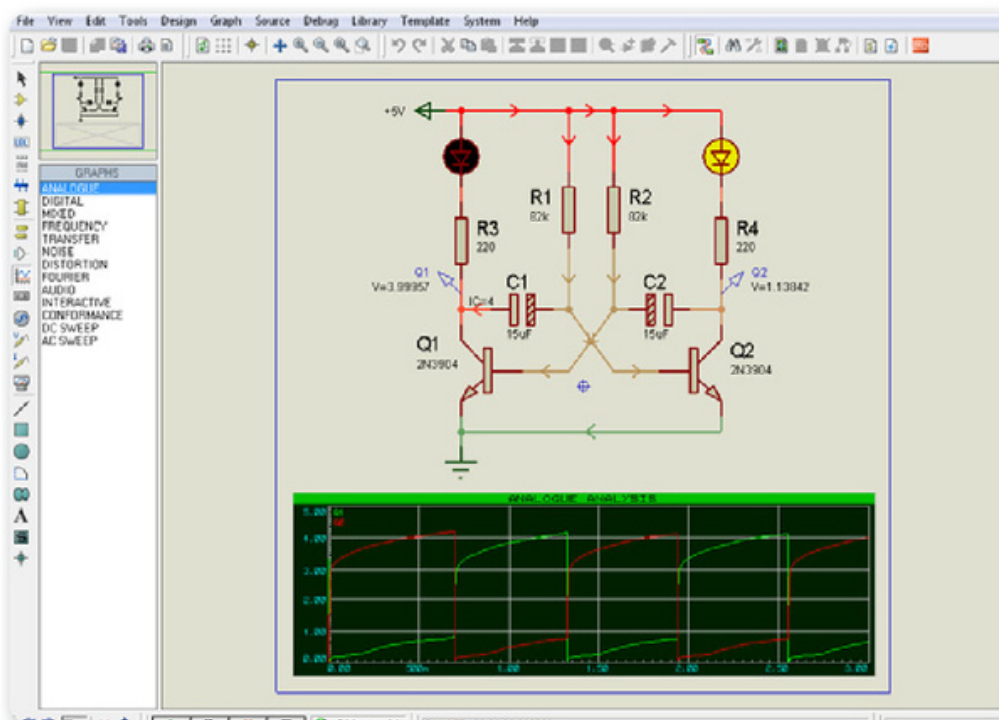 File View Edit Tools Design Graph Source Debug Library Template System Help
GRAPHS
ANALOGUE
DIGITAL
MIXED
FREQUENCY
TRANSFER
NOISE
DISTORTION
FOURIER
AUDIO
INTERACTIVE
CONFORMANCE
DC SWEEP
AC SWEEP
+5V
R1
82k
R2
82k
R3
220
R4
220
Q1
V=3.99957
Q2
V=1.13842
IC=4
C1
15uF
C2
15uF
Q1
2N3904
Q2
2N3904
ANALOGUE ANALYSIS
5.00
Q1
Q2
4.00
3.00
2.00
1.00
0.00
0.00 500m 1.00 1.50 2.00 2.50 3.00
A
S